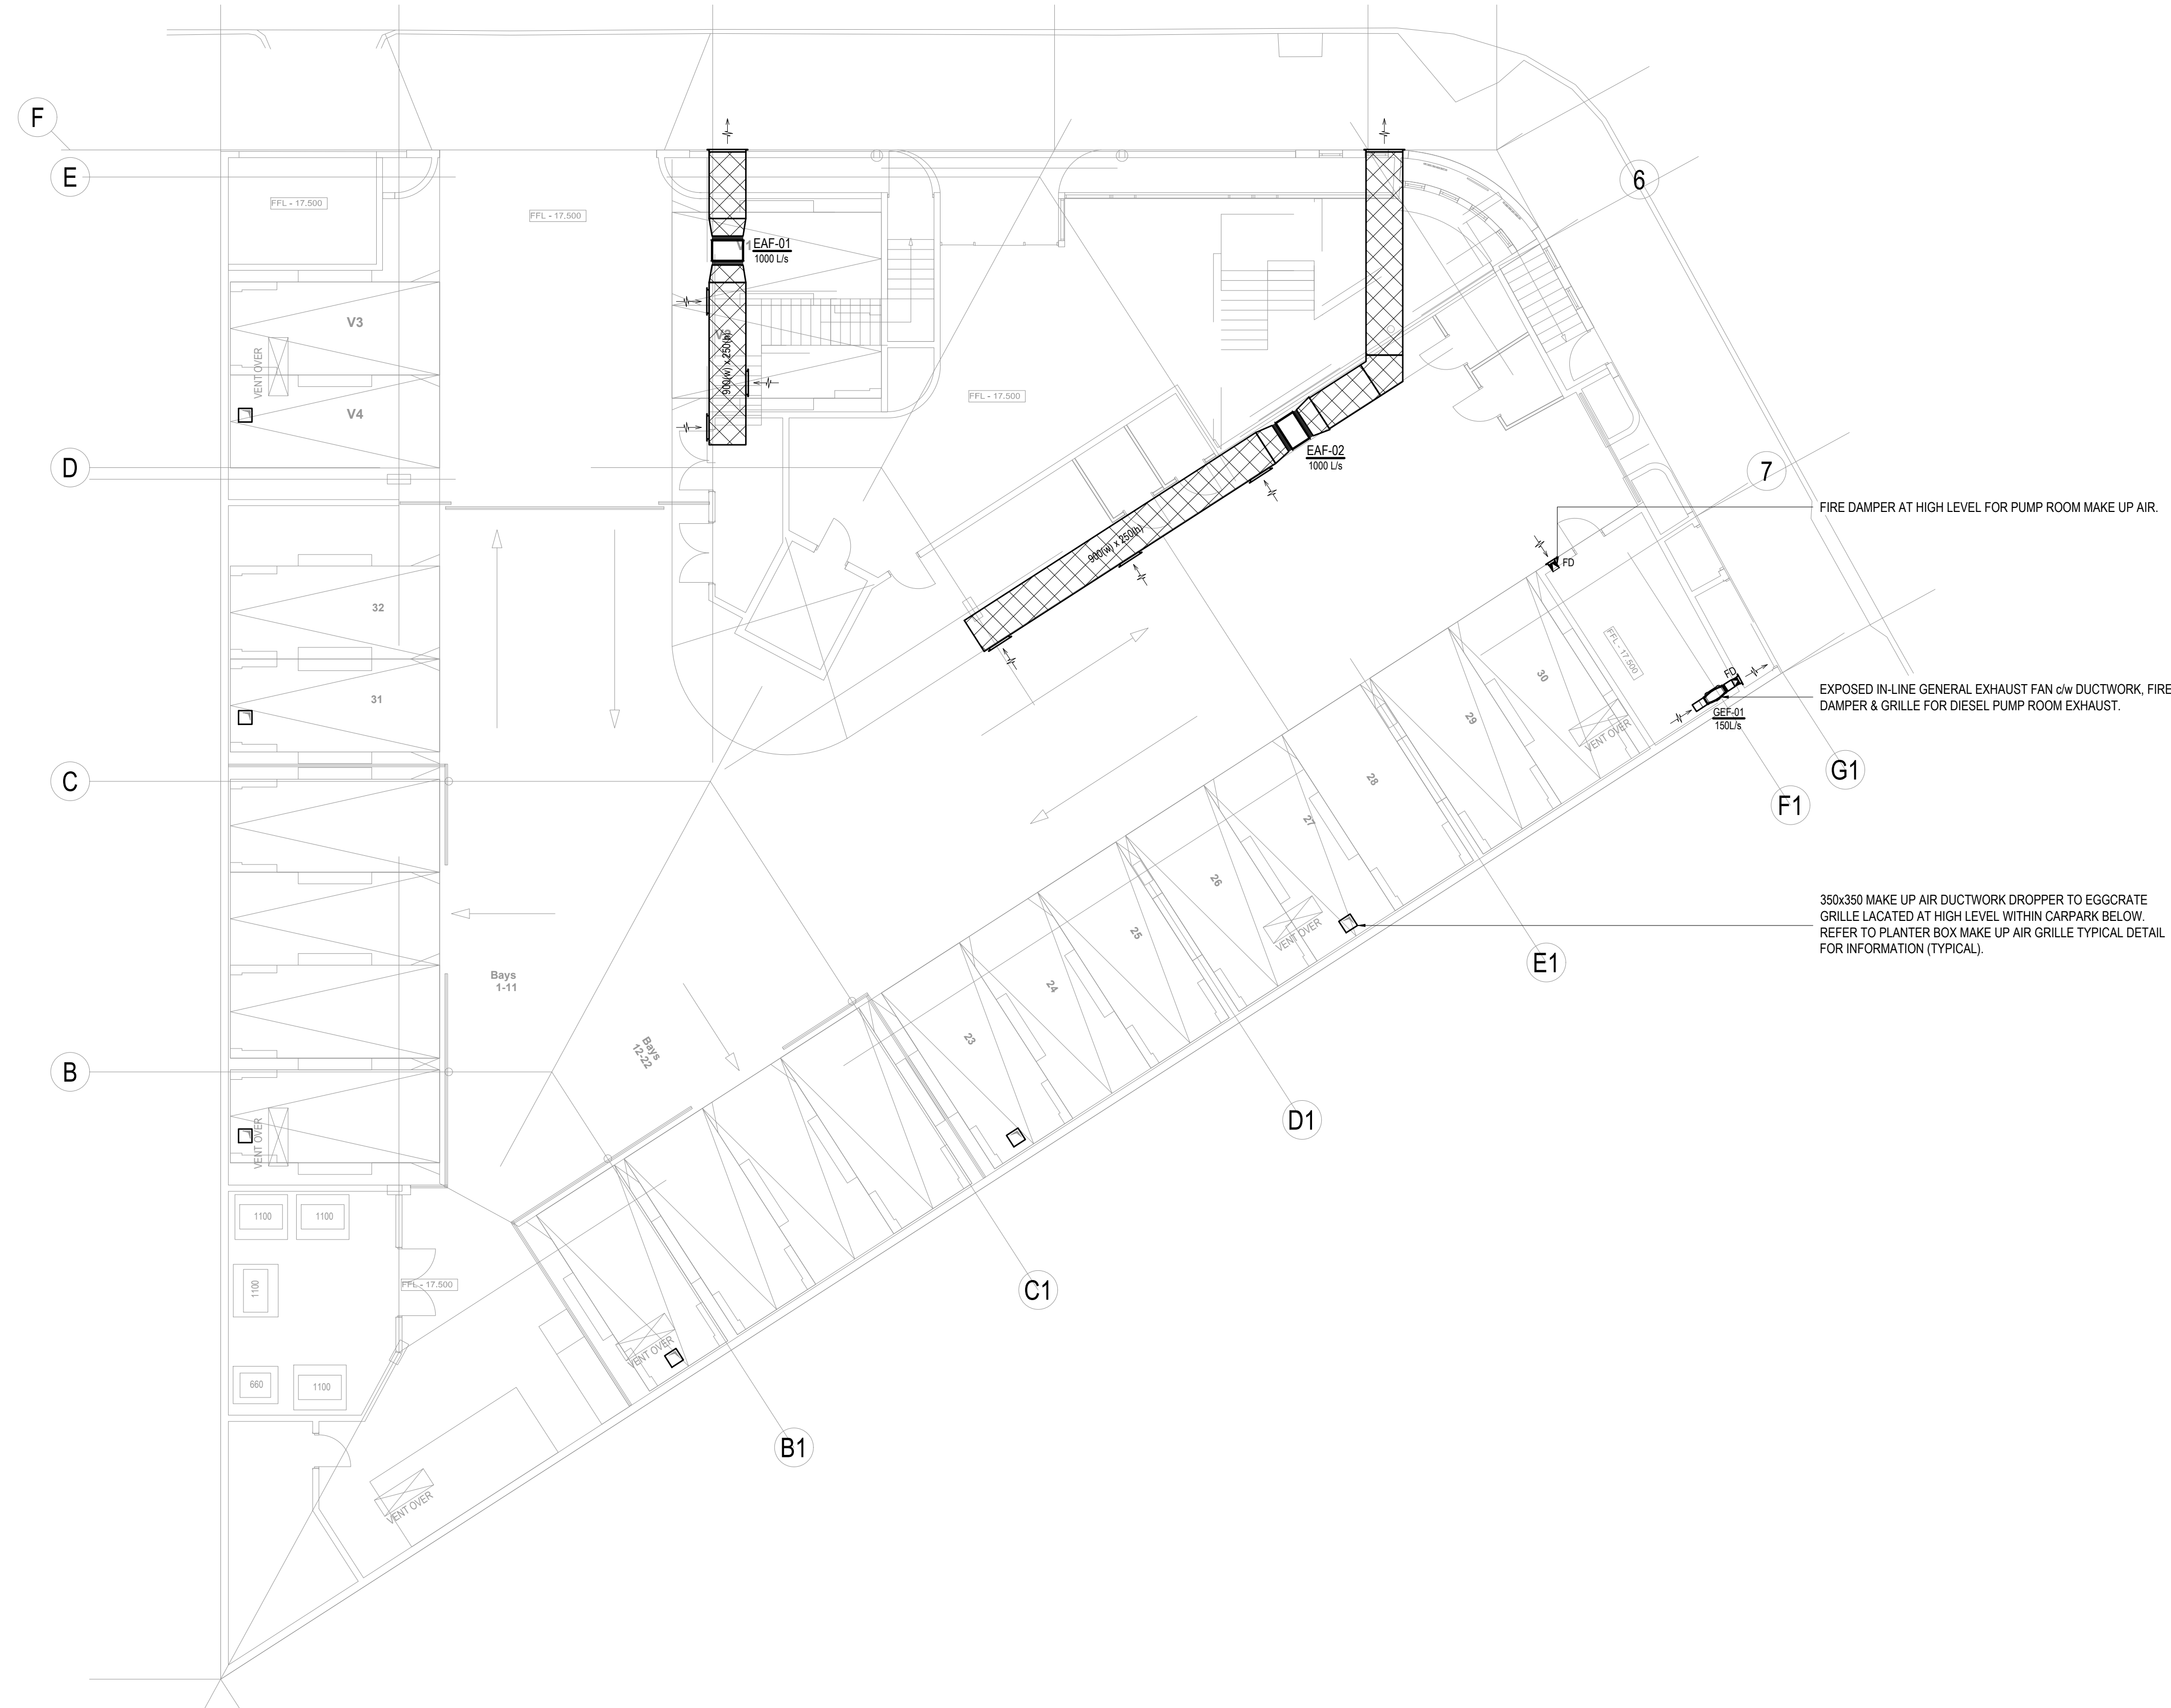 F
E
6
FFL - 17.500
FFL - 17.500
V1
EAF-01
1000 L/s
V3
VENT OVER
900(w) x 250(h)
FFL - 17.500
V4
D
EAF-02
1000 L/s
7
FIRE DAMPER AT HIGH LEVEL FOR PUMP ROOM MAKE UP AIR.
900(w) x 250(h)
FD
32
31
30
FFL - 17.500
FD
EXPOSED IN-LINE GENERAL EXHAUST FAN c/w DUCTWORK, FIRE
DAMPER & GRILLE FOR DIESEL PUMP ROOM EXHAUST.
GEF-01
150L/s
29
VENT OVER
C
28
G1
F1
27
26
350x350 MAKE UP AIR DUCTWORK DROPPER TO EGGCRATE
GRILLE LACATED AT HIGH LEVEL WITHIN CARPARK BELOW.
REFER TO PLANTER BOX MAKE UP AIR GRILLE TYPICAL DETAIL
FOR INFORMATION (TYPICAL).
VENT OVER
25
E1
Bays
1-11
24
23
Bays
12-22
B
VENT OVER
D1
1100
1100
1100
FFL - 17.500
C1
VENT OVER
660
1100
B1
VENT OVER